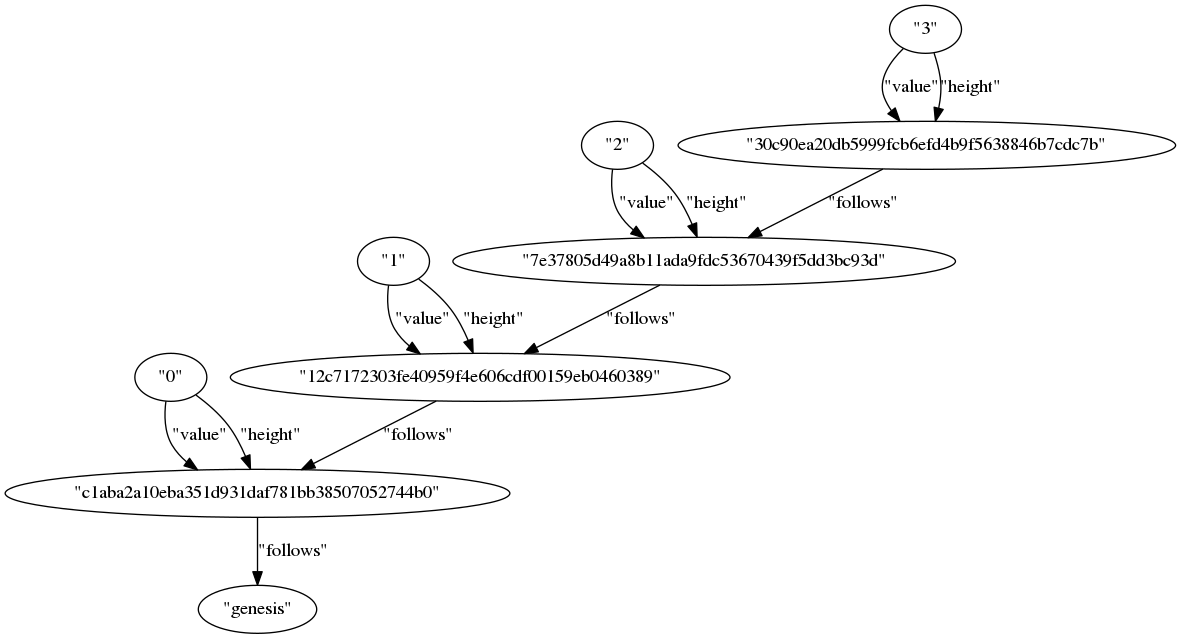 "3"
"value" "height"
"2"
"30c90ea20db5999fcb6efd4b9f5638846b7cdc7b"
"value" "height" "follows"
"1"
"7e37805d49a8b11ada9fdc53670439f5dd3bc93d"
"value" "height" "follows"
"0"
"12c7172303fe40959f4e606cdf00159eb0460389"
"value" "height" "follows"
"c1aba2a10eba351d931daf781bb38507052744b0"
"follows"
"genesis"